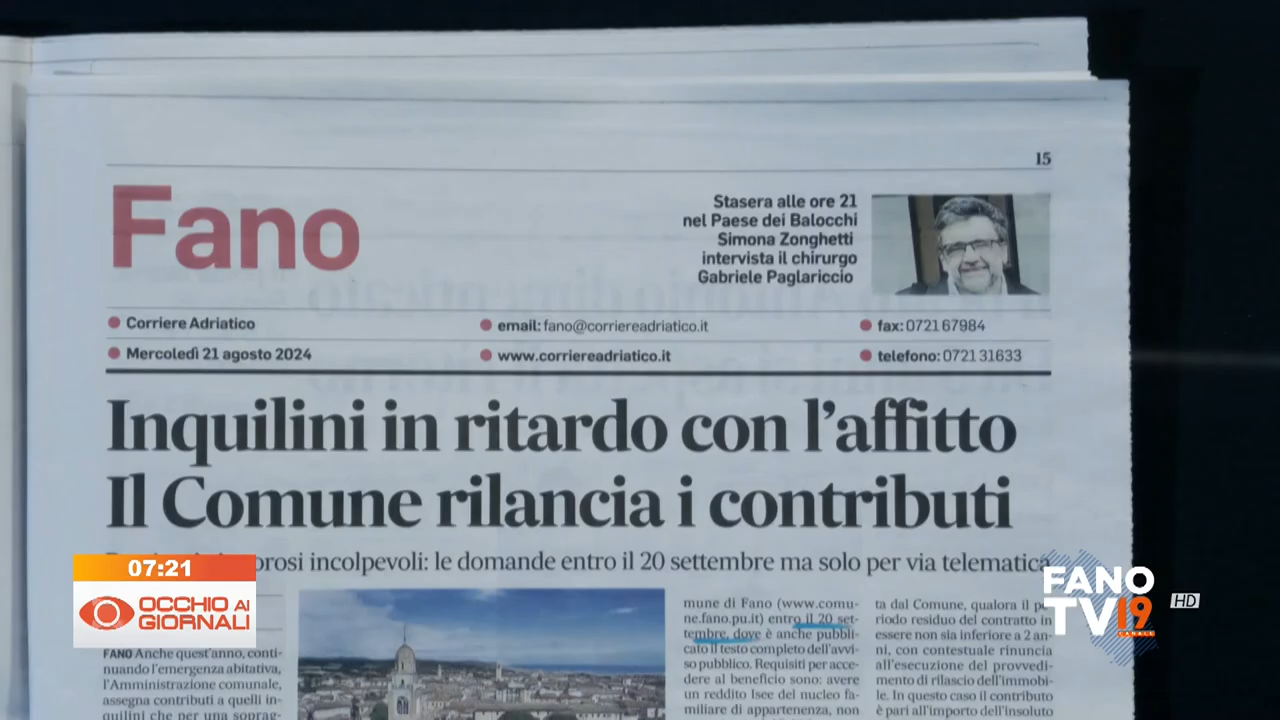 15
Fano
Stasera alle ore 21
nel Paese dei Balocchi
Simona Zonghetti
intervista il chirurgo
Gabriele Paglariccio
Corriere Adriatico
email: fano@corriereadriatico.it
fax: 0721 67984
Mercoledì 21 agosto 2024
www.corriereadriatico.it
telefono: 0721 31633
Inquilini in ritardo con l'affitto
Il Comune rilancia i contributi
incolpevoli: le domande entro il 20 settembre ma solo per via telematica
FANO Anche quest'anno, conti-
nuando l'emergenza abitativa,
l'Amministrazione comunale,
assegna contributi a quelli in-
quilini che per una soprag-
mune di Fano (www.comu-
ne.fano.pu.it) entro il 20 set-
tembre, dove è anche pubbli-
cato il testo completo dell'avvi-
so pubblico. Requisiti per acce-
dere al beneficio sono: avere
un reddito Isee del nucleo fa-
miliare di appartenenza, non
ta dal Comune, qualora il pe-
riodo residuo del contratto in
essere non sia inferiore a 2 an-
ni, con contestuale rinuncia
all'esecuzione del provvedi-
mento di rilascio dell'immobi-
le. In questo caso il contributo
è pari all'importo dell'insoluto
07:21
OCCHIO AI
GIORNALI
FANO
TV 19
CANALE
HD